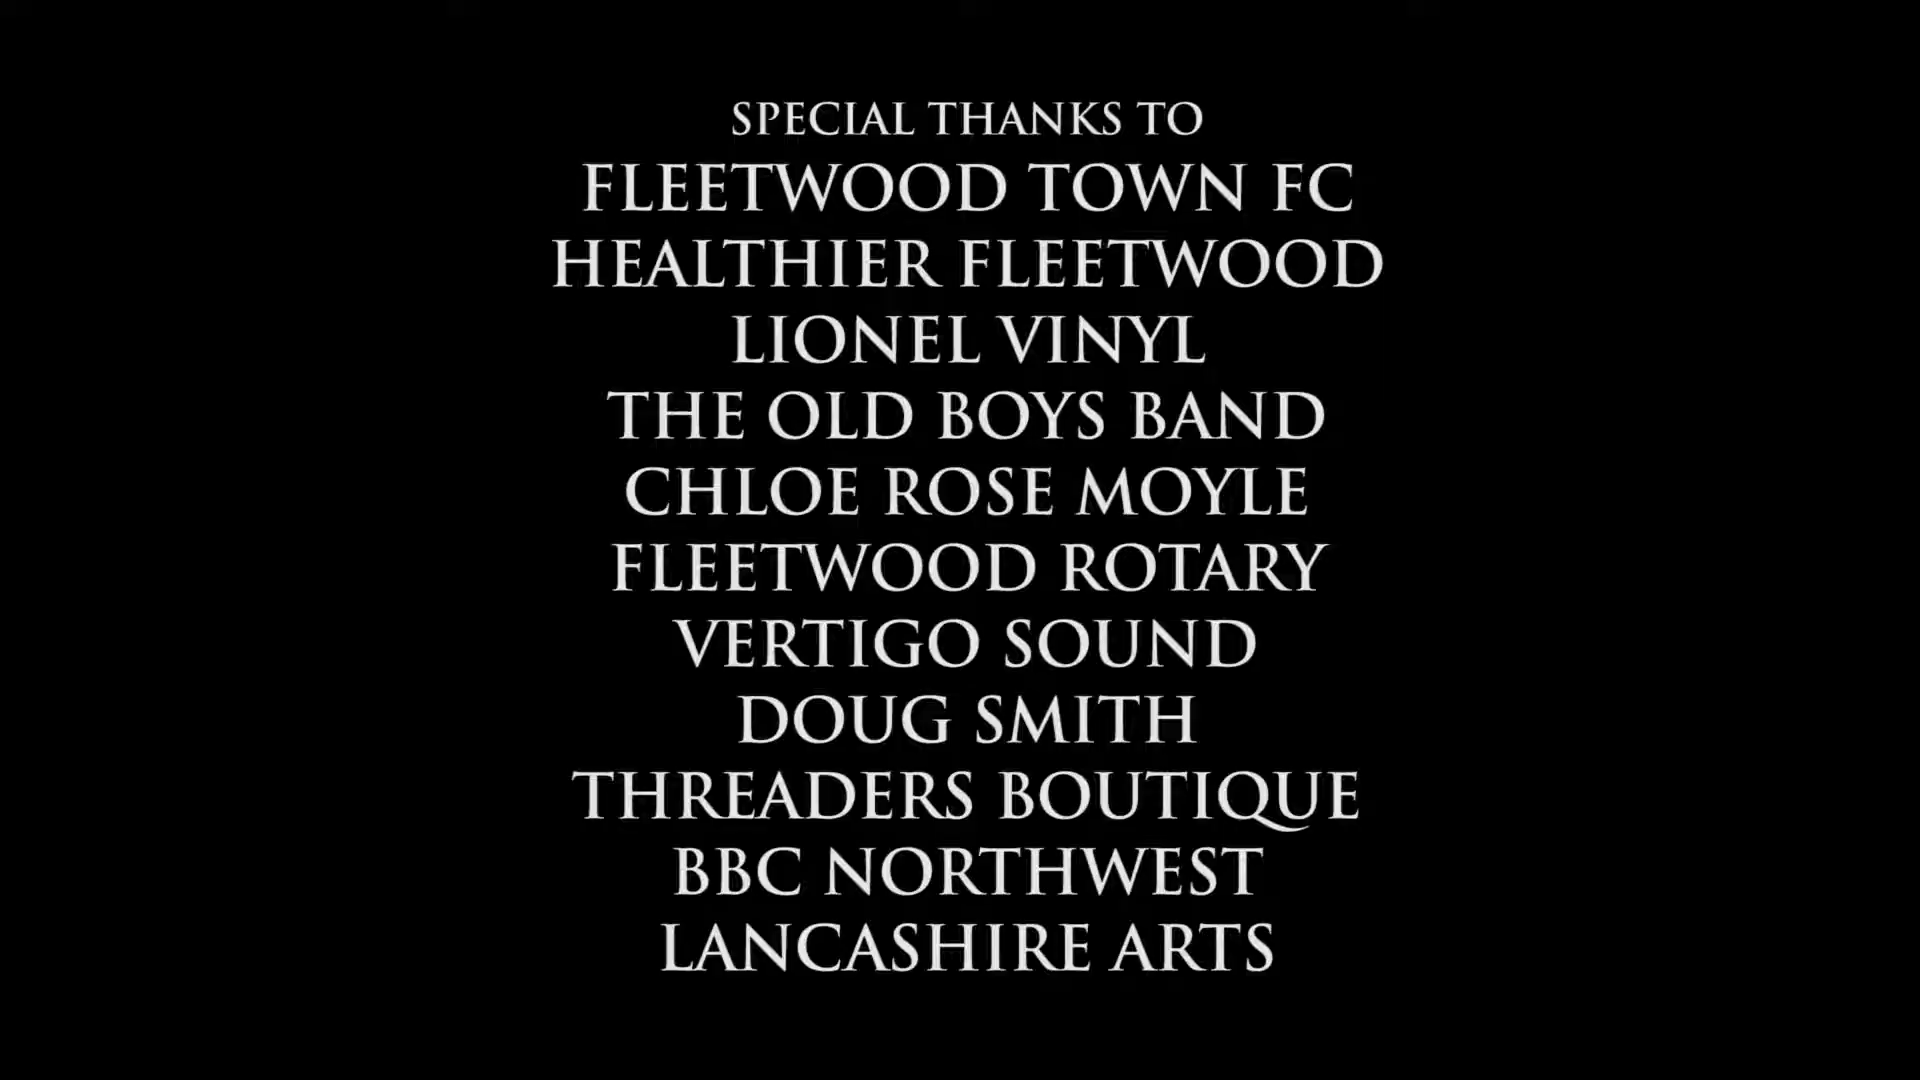 SPECIAL THANKS TO
FLEETWOOD TOWN FC
HEALTHIER FLEETWOOD
LIONEL VINYL
THE OLD BOYS BAND
CHLOE ROSE MOYLE
FLEETWOOD ROTARY
VERTIGO SOUND
DOUG SMITH
THREADERS BOUTIQUE
BBC NORTHWEST
LANCASHIRE ARTS